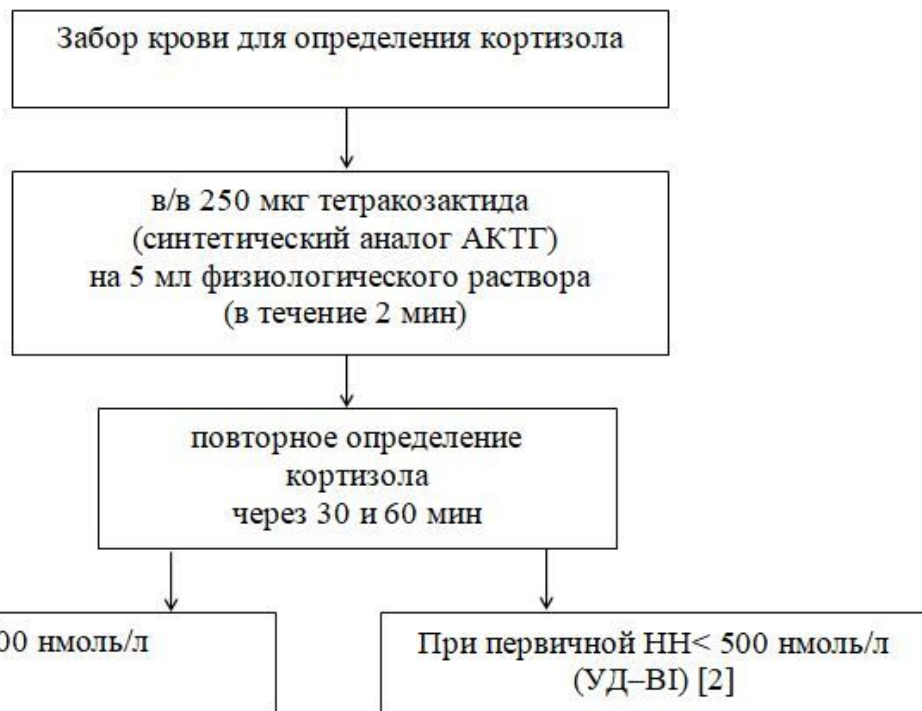 Забор крови для определения кортизола
в/в 250 мкг тетракозактида
(синтетический аналог АКТГ)
на 5 мл физиологического раствора
(в течение 2 мин)
повторное определение
кортизола
через 30 и 60 мин
00 нмоль/л
При первичной НН< 500 нмоль/л
(УД–BI) [2]